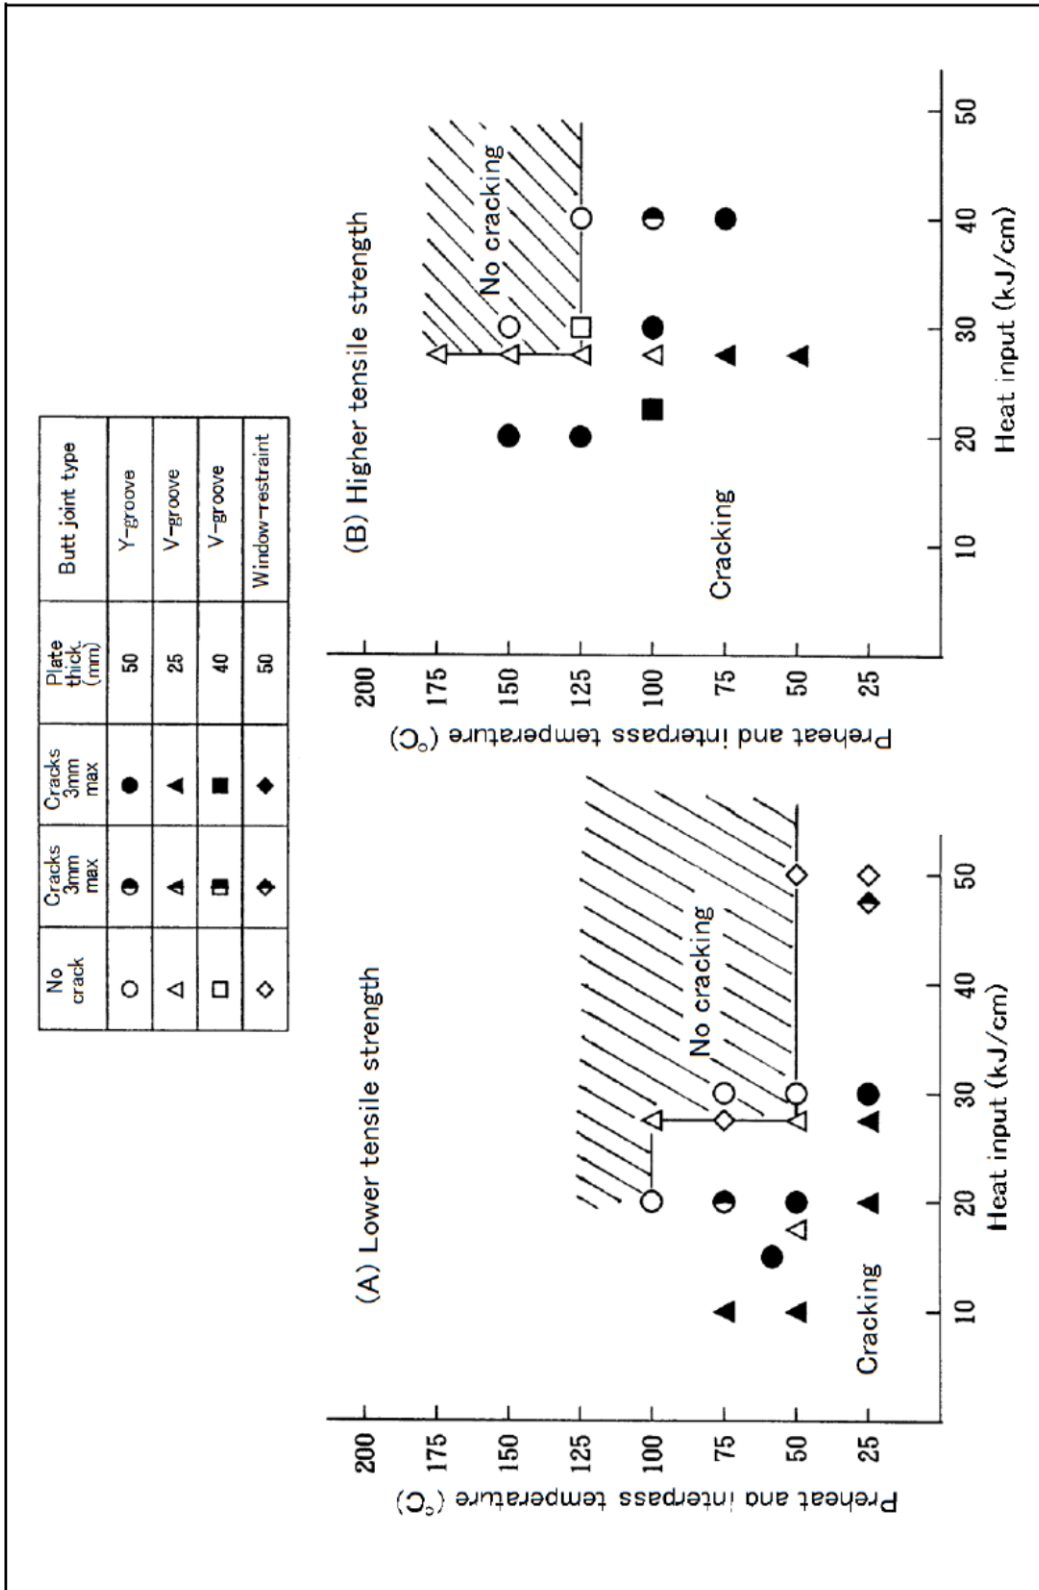 No
crack
Cracks
3mm
max
Cracks
3mm
max
Plate
thick.
(mm)
Butt joint type
50
Y-groove
25
V-groove
40
V-groove
50
Window-restraint
(A) Lower tensile strength
Preheat and interpass temperature (°C)
200
175
150
125
100
75
50
25
No cracking
Cracking
10
20
30
40
50
Heat input (kJ/cm)
(B) Higher tensile strength
Preheat and interpass temperature (°C)
200
175
150
125
100
75
50
25
No cracking
Cracking
10
20
30
40
50
Heat input (kJ/cm)